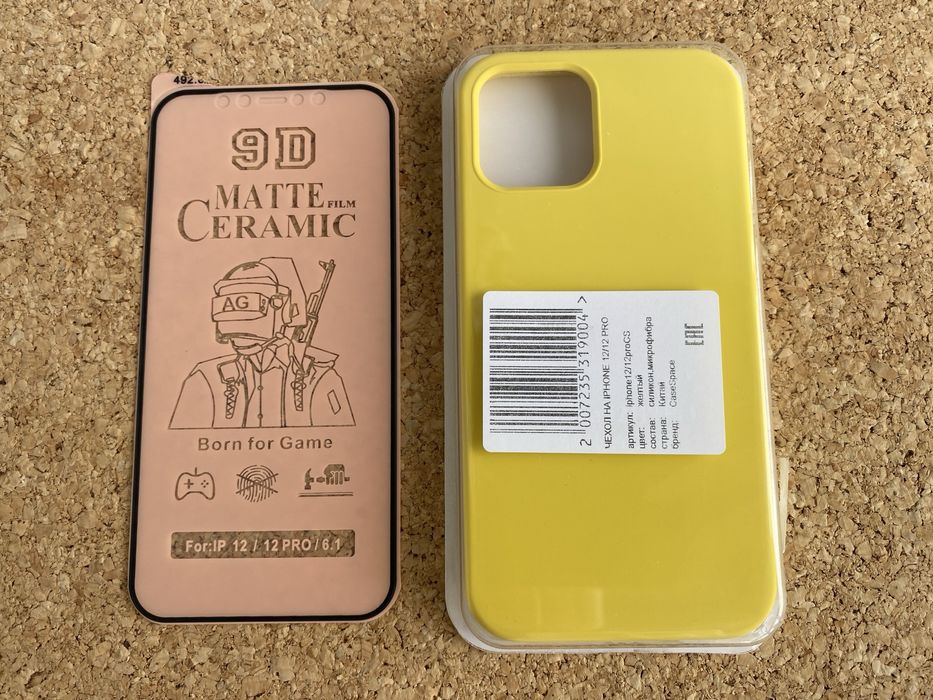 9D
MATTE FILM
CERAMIC
AG
Born for Game
For:IP 12 / 12 PRO / 6.1
2 007235 319004 >
ЧЕХОЛ НА IPHONE 12/12 PRO
артикул: iphone12/12proCS
цвет: желтый
состав: силикон,микрофибра
страна: Китай
бренд: CaseSpace